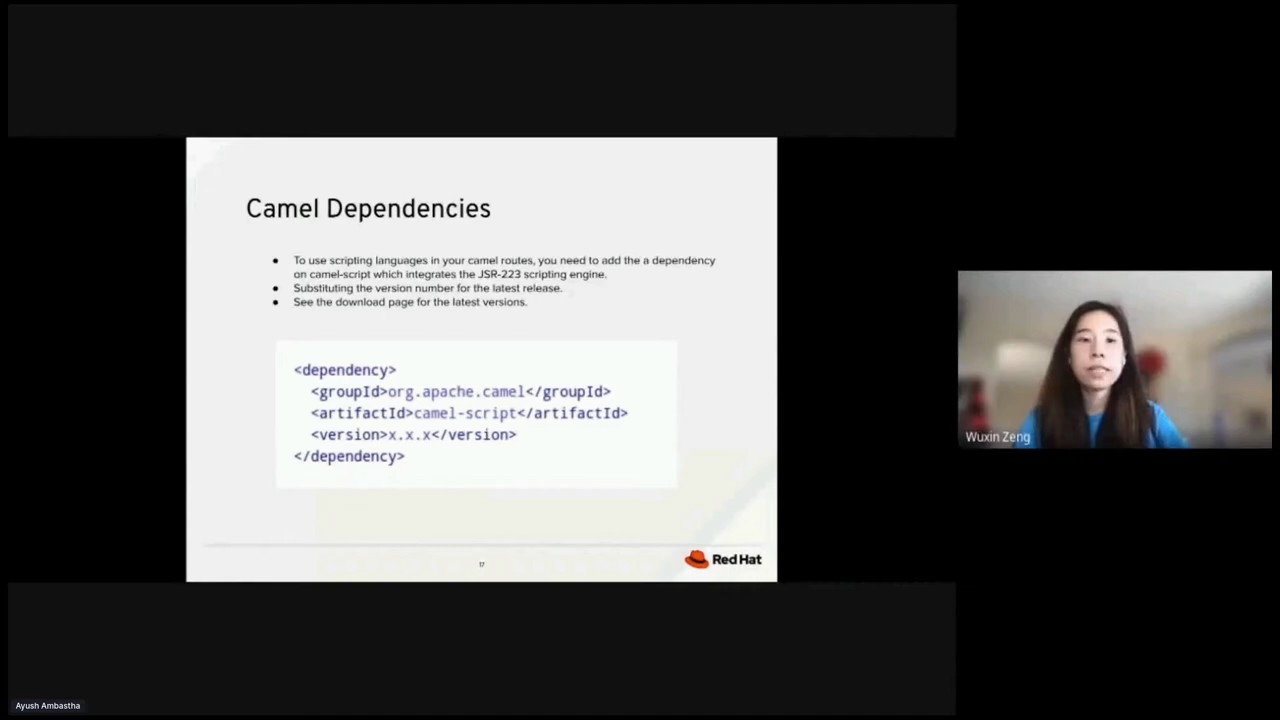 Camel Dependencies
● To use scripting languages in your camel routes, you need to add the a dependency
on camel-script which integrates the JSR-223 scripting engine.
● Substituting the version number for the latest release.
● See the download page for the latest versions.
<dependency>
<groupId>org.apache.camel</groupId>
<artifactId>camel-script</artifactId>
<version>x.x.x</version>
</dependency>
17
Red Hat
Wuxin Zeng
Ayush Ambastha